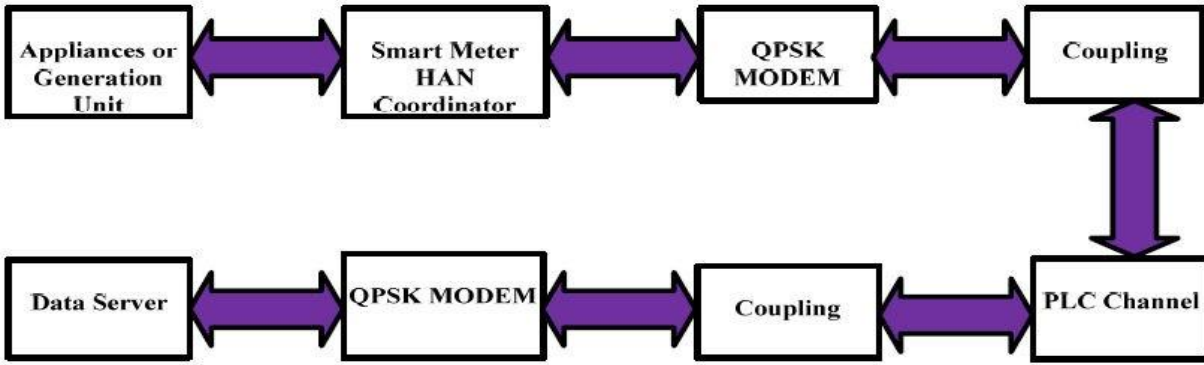 Appliances or
Generation
Unit
Smart Meter
HAN
Coordinator
QPSK
MODEM
Coupling
Data Server
QPSK MODEM
Coupling
PLC Channel